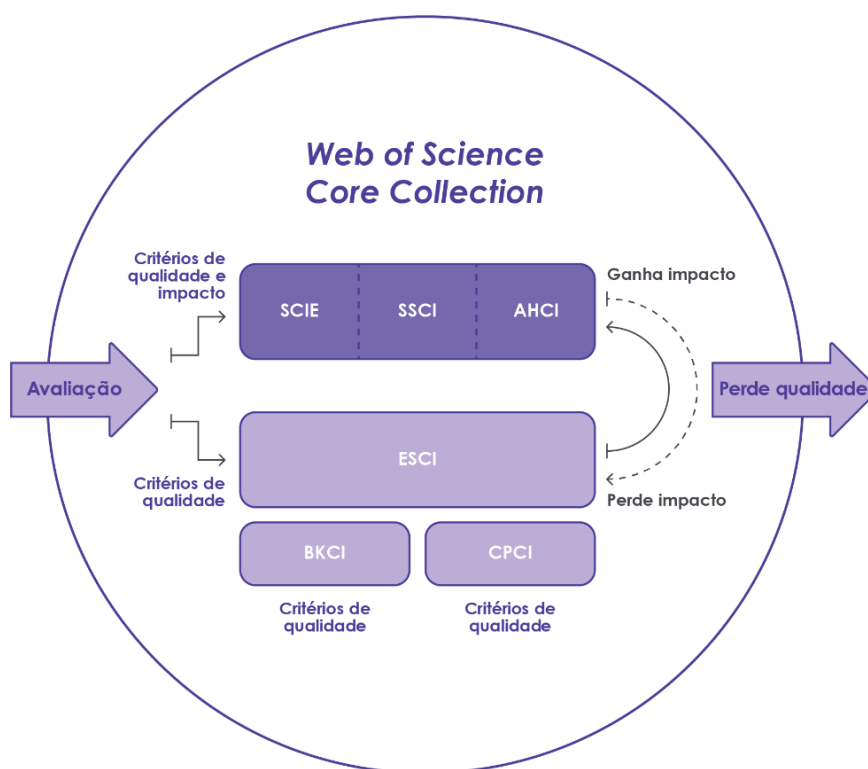 Web of Science
Core Collection
Critérios de
qualidade e
impacto
SCIE
SSCI
AHCI
Ganha impacto
Avaliação
Perde qualidade
Critérios de
qualidade
ESCI
Perde impacto
BKCI
CPCI
Critérios de
qualidade
Critérios de
qualidade